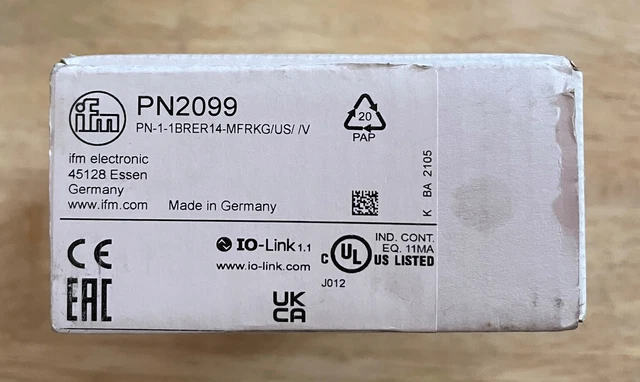 ifm
PN2099
PN-1-1BRER14-MFRKG/US/ /V
ifm electronic
45128 Essen
Germany
www.ifm.com
Made in Germany
20
PAP
K BA 2105
CE
EAC
IO-Link 1.1
www.io-link.com
UK
CA
C UL US LISTED
IND. CONT.
EQ. 11MA
J012